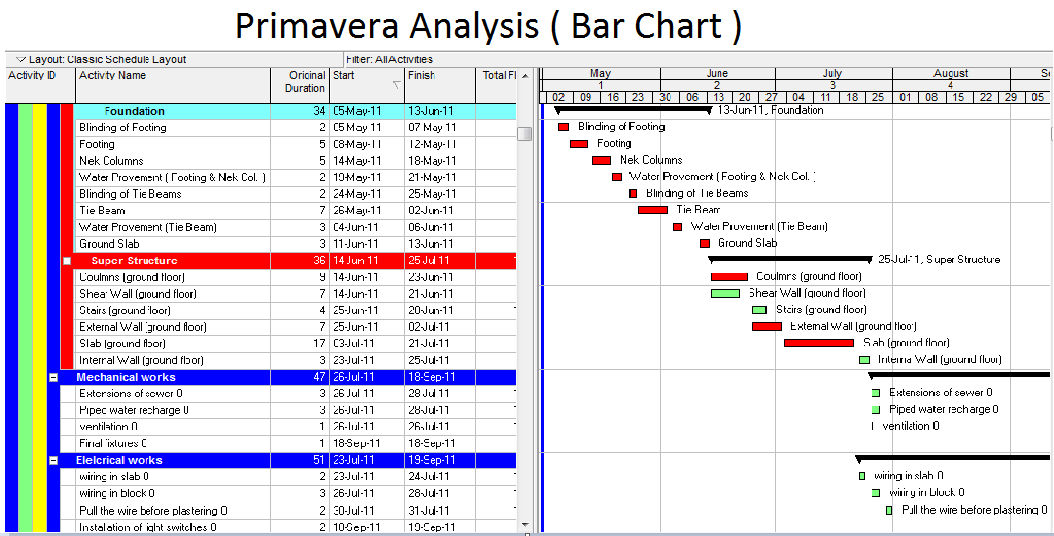 Primavera Analysis ( Bar Chart )
Layout: Classic Schedule Layout Filter: All Activities
Activity ID Activity Name Original Duration Start Finish Total Fl
May June July August Se
1 2 3 4
02 09 16 23 30 06 13 20 27 04 11 18 25 01 08 15 22 29 05
Foundation 34 05-May-11 13-Jun-11 13-Jun-11, Foundation
Blinding of Footing 2 05 May 11 07 May 11 Blinding of Footing
Footing 5 08-May-11 12-May-11 Footing
Nek Columns 5 14-May-11 18-May-11 Nek Columns
Water Provement ( Footing & Nek Col. ) 2 19-May-11 21-May-11 Water Provement ( Footing & Nek Col. )
Blinding of Tie Beams 2 24-May-11 25-May-11 Blinding of Tie Beams
Tie Beam 7 26-May-11 02-Jun-11 Tie Beam
Water Provement (Tie Beam) 3 04-Jun-11 06-Jun-11 Water Provement (Tie Beam)
Ground Slab 3 11-Jun-11 13-Jun-11 Ground Slab
Super Structure 36 14-Jun-11 25 Jul 11 25-Jul-11, Super Structure
Coulmns (ground floor) 9 14-Jun-11 23-Jun-11 Coulmns (ground floor)
Shear Wall (ground floor) 7 14-Jun-11 21-Jun-11 Shear Wall (ground floor)
Stairs (ground floor) 4 25-Jun-11 Stairs (ground floor)
External Wall (ground floor) 7 25-Jun-11 02-Jul-11 External Wall (ground floor)
Slab (ground floor) 17 03-Jul-11 21-Jul-11 Slab (ground floor)
Internal Wall (ground floor) 3 23-Jul-11 25-Jul-11 Internal Wall (ground floor)
Mechanical works 47 26-Jul-11 18-Sep-11
Extensions of sewer 0 3 26-Jul-11 28-Jul-11 Extensions of sewer 0
Piped water recharge 0 3 26-Jul-11 28-Jul-11 Piped water recharge 0
ventilation 0 1 26-Jul-11 26-Jul-11 ventilation 0
Final fixtures 0 1 18-Sep-11 18-Sep-11
Elelcrical works 51 23-Jul-11 19-Sep-11
wiring in slab 0 2 23-Jul-11 24-Jul-11 wiring in slab 0
wiring in block 0 3 26-Jul-11 28-Jul-11 wiring in block 0
Pull the wire before plastering 0 2 30-Jul-11 31-Jul-11 Pull the wire before plastering 0
Instalation of light switches 0 2 19-Sep-11